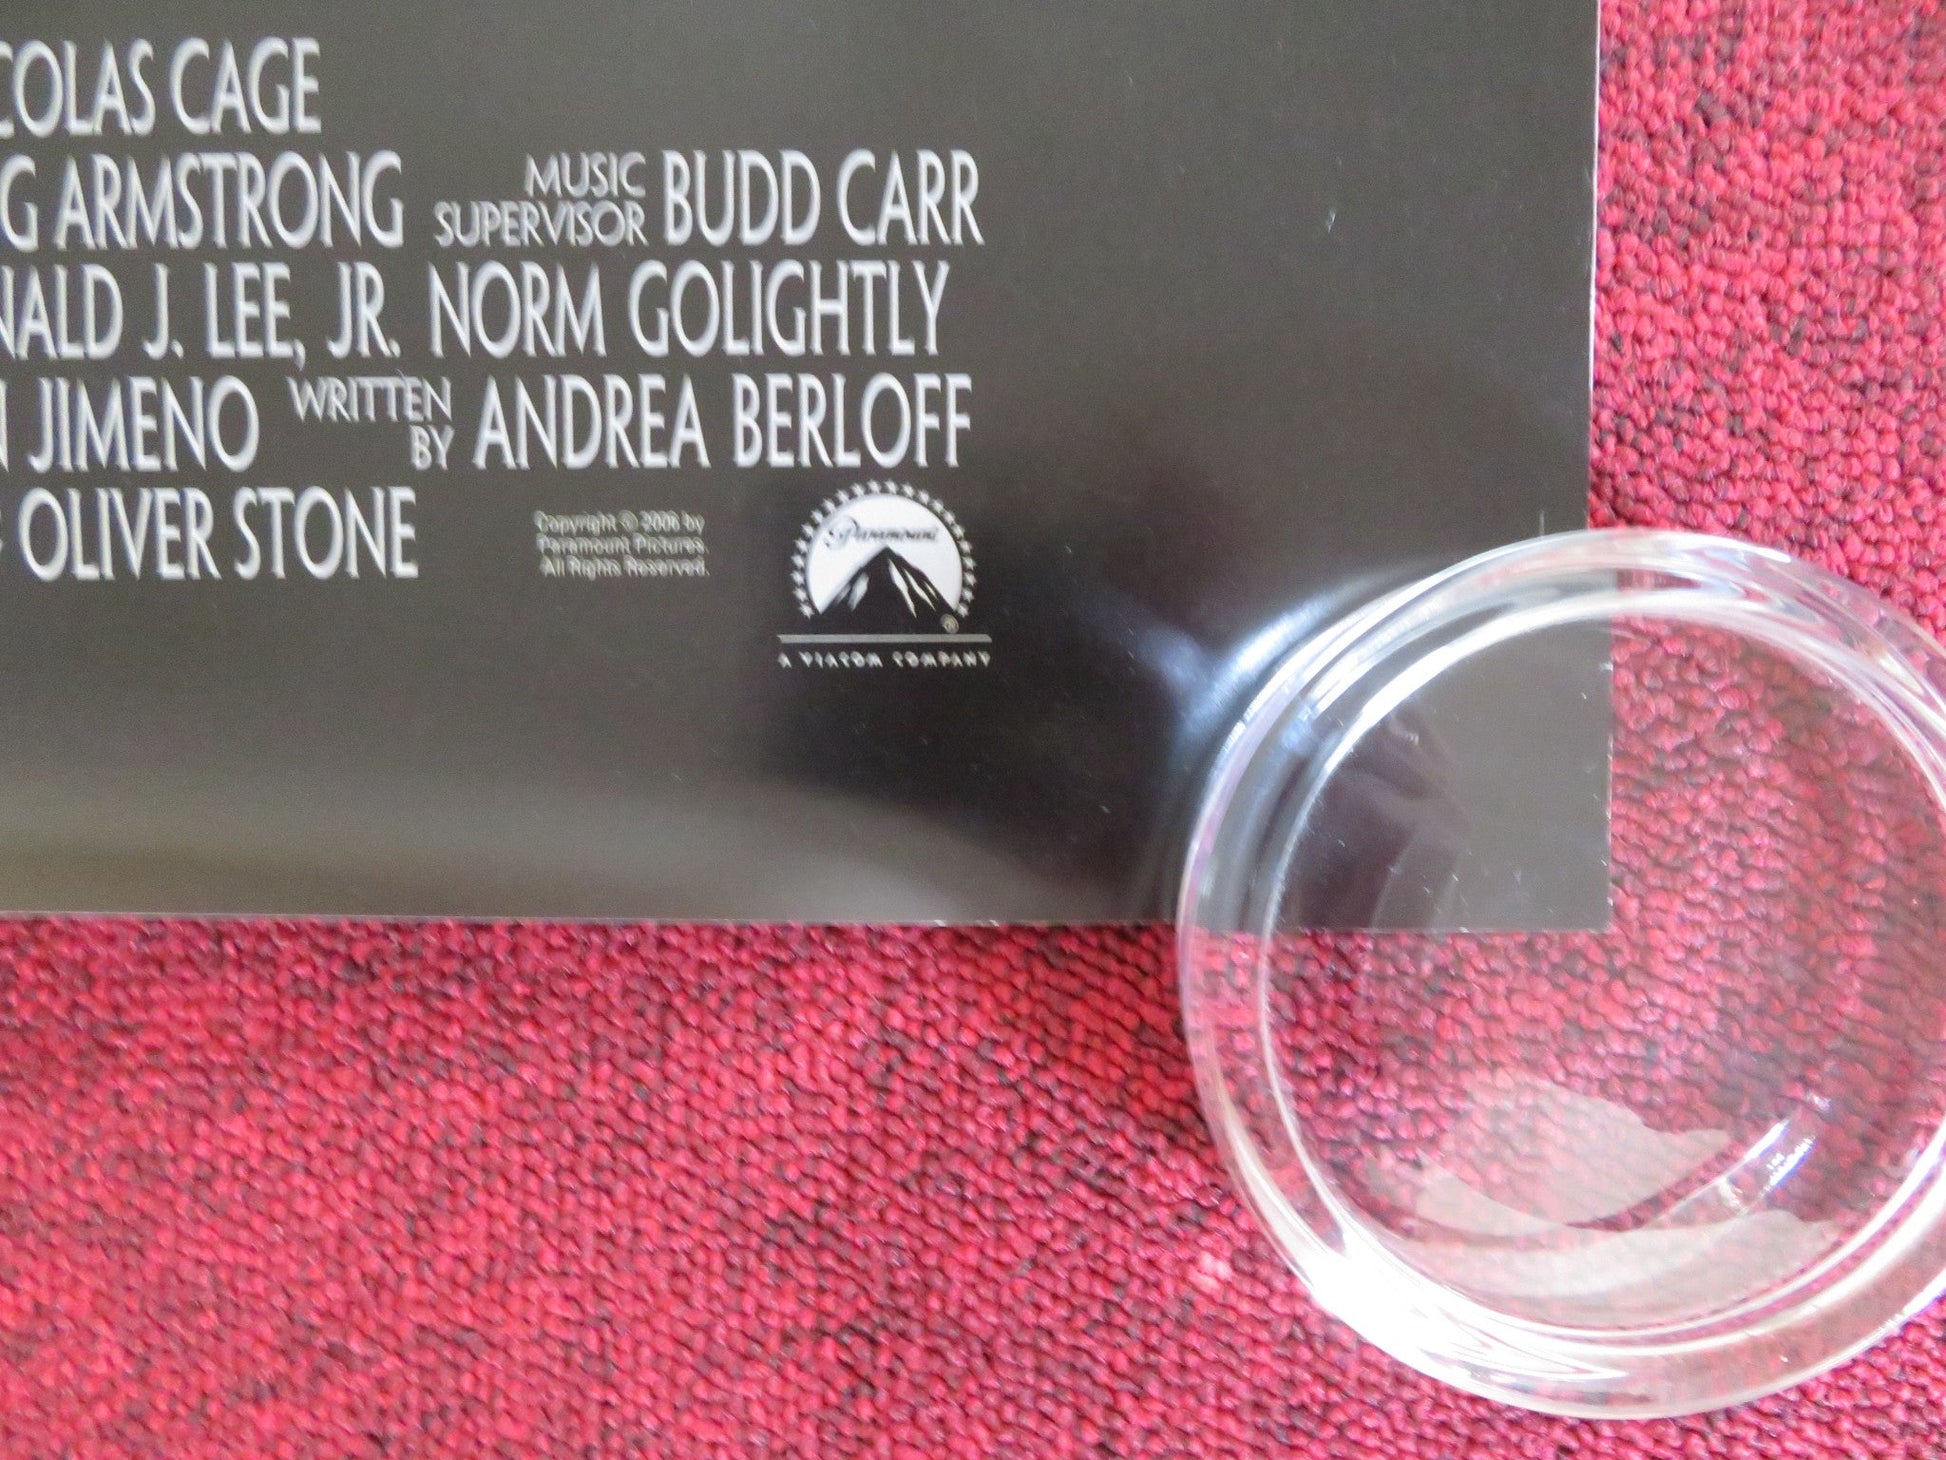 COLAS CAGE
G ARMSTRONG MUSIC SUPERVISOR BUDD CARR
NALD J. LEE, JR. NORM GOLIGHTLY
JIMENO WRITTEN BY ANDREA BERLOFF
OLIVER STONE
Copyright © 2006 by
Paramount Pictures.
All Rights Reserved.
Paramount
®
A VIACOM COMPANY